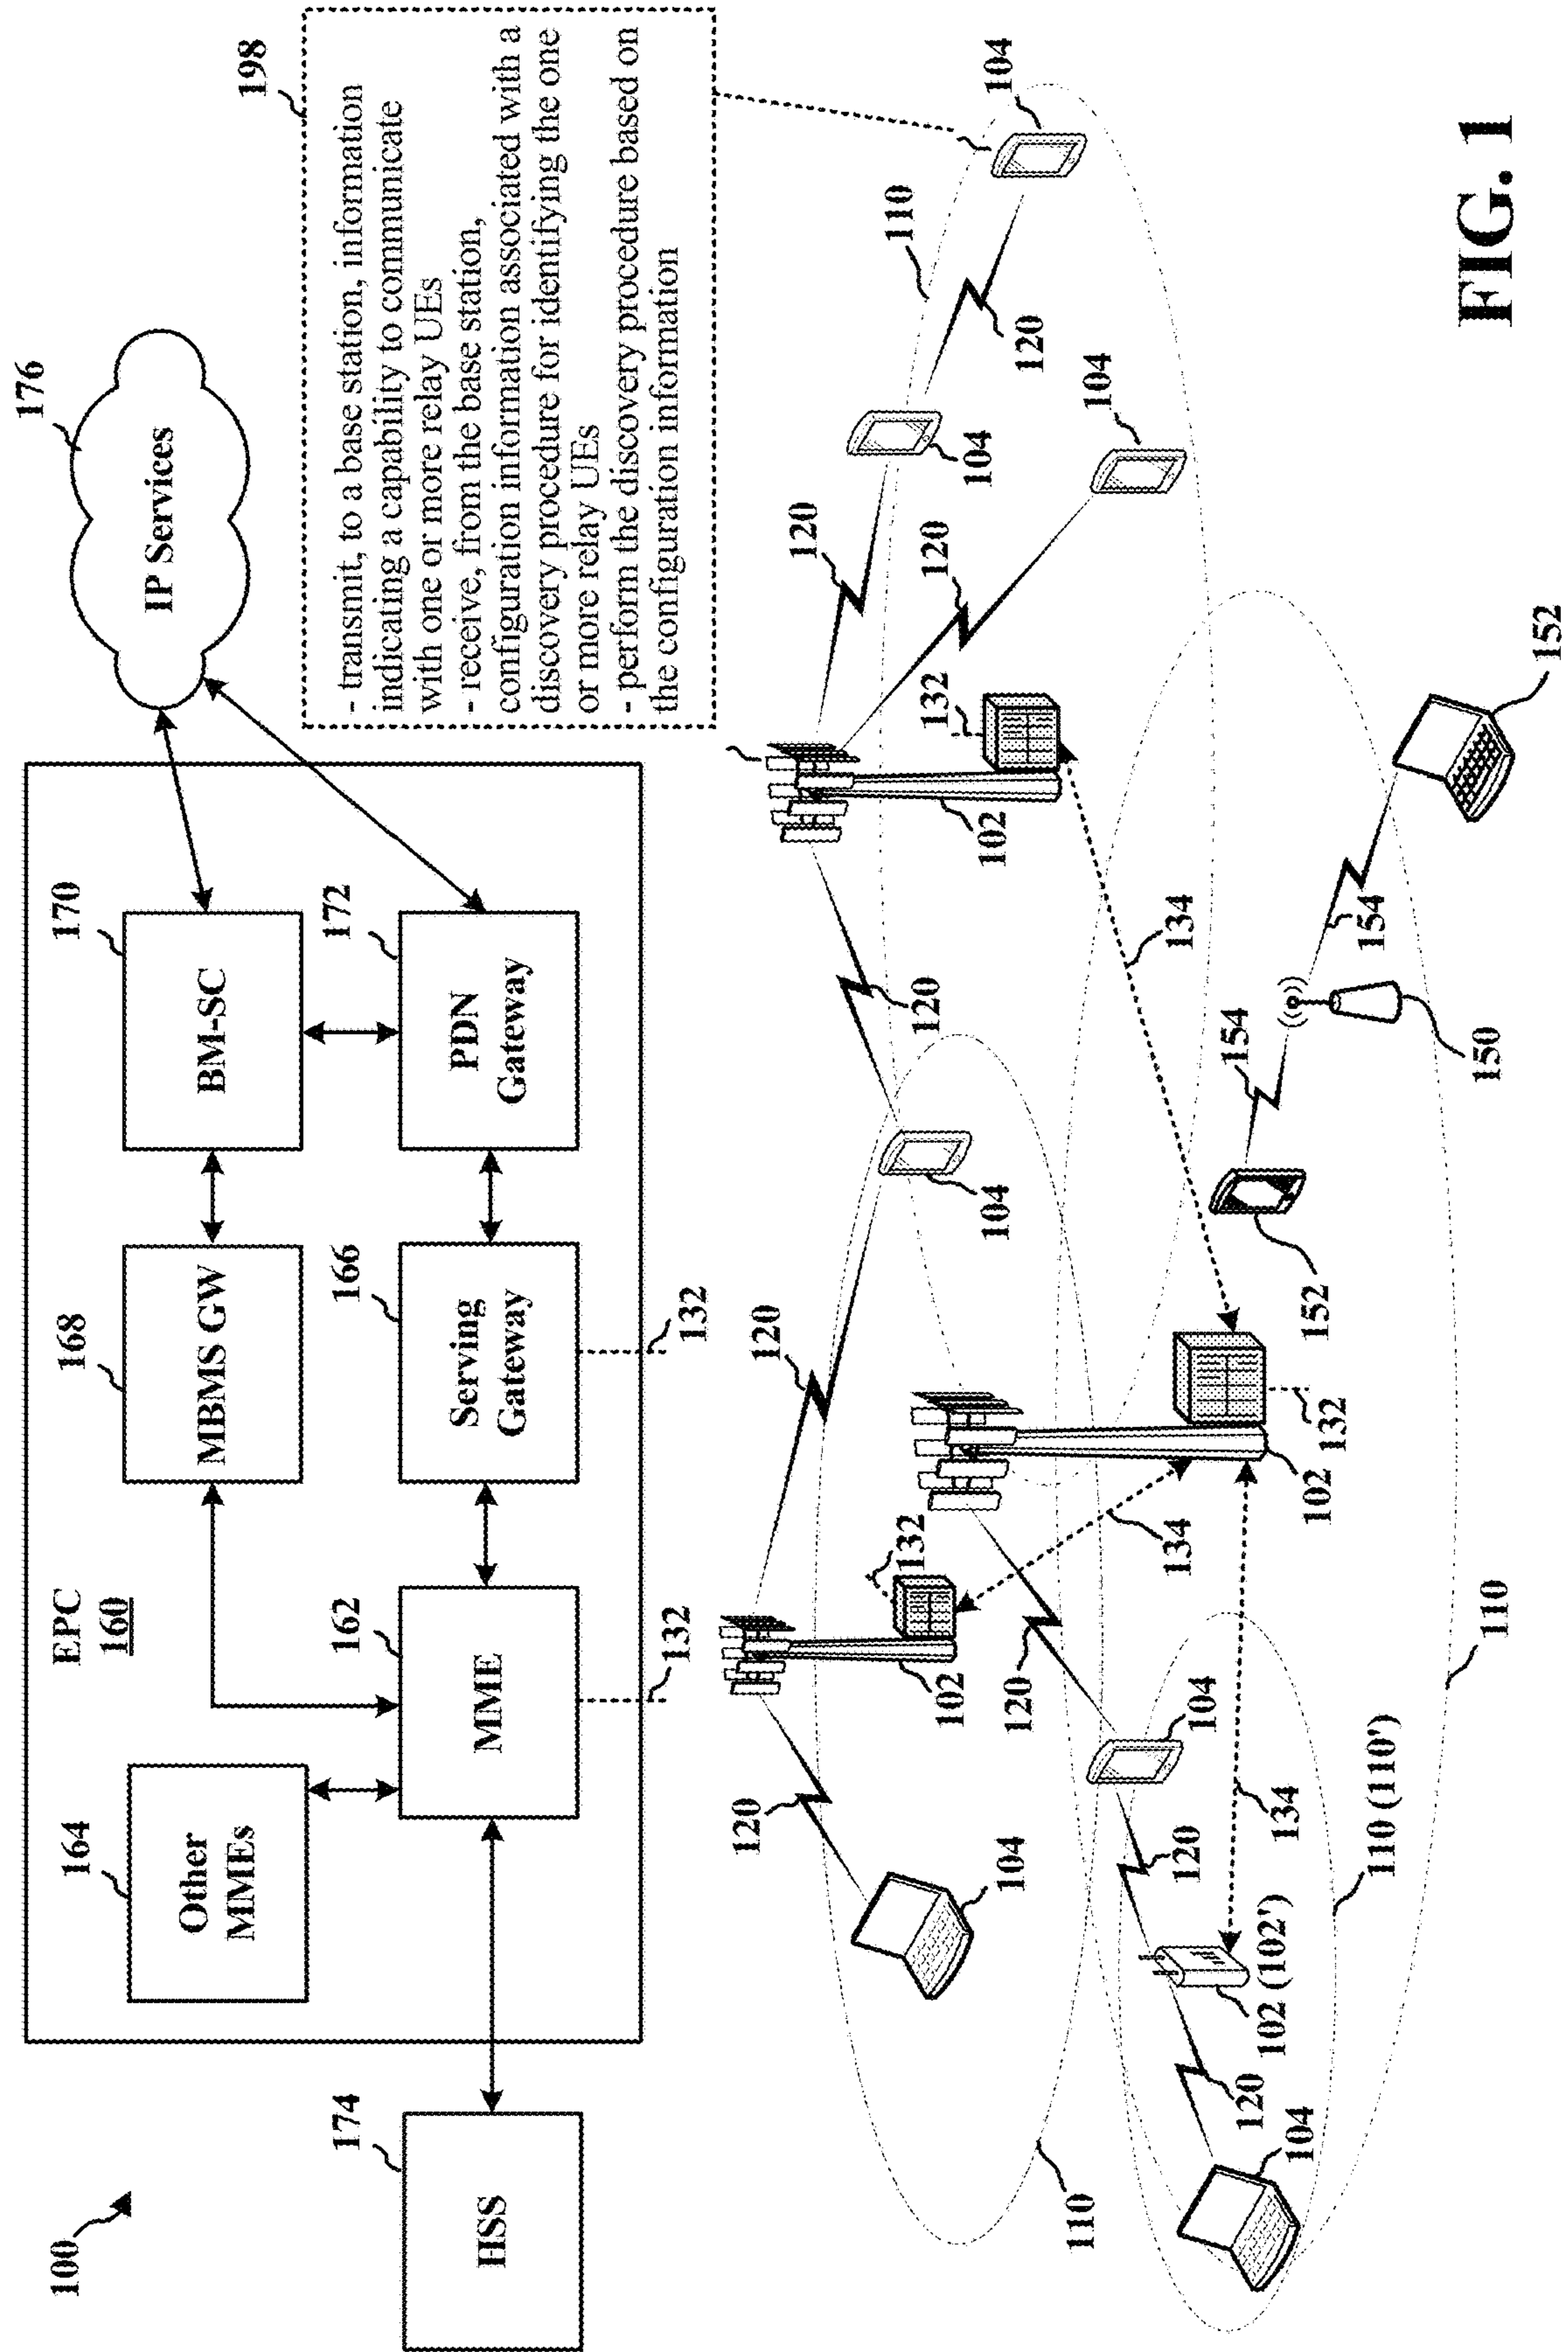 100
EPC
160
164
Other
MMEs
168
MBMS GW
170
BM-SC
176
IP Services
174
HSS
162
MME
166
Serving
Gateway
172
PDN
Gateway
132
132
198
- transmit, to a base station, information
indicating a capability to communicate
with one or more relay UEs
- receive, from the base station,
configuration information associated with a
discovery procedure for identifying the one
or more relay UEs
- perform the discovery procedure based on
the configuration information
120
120
120
110
104
104
132
102
120
104
132
102
104
120
120
104
120
102
134
134
110
120
104
120
102 (102')
134
132
102
152
154
154
150
152
104
110 (110')
110
FIG. 1